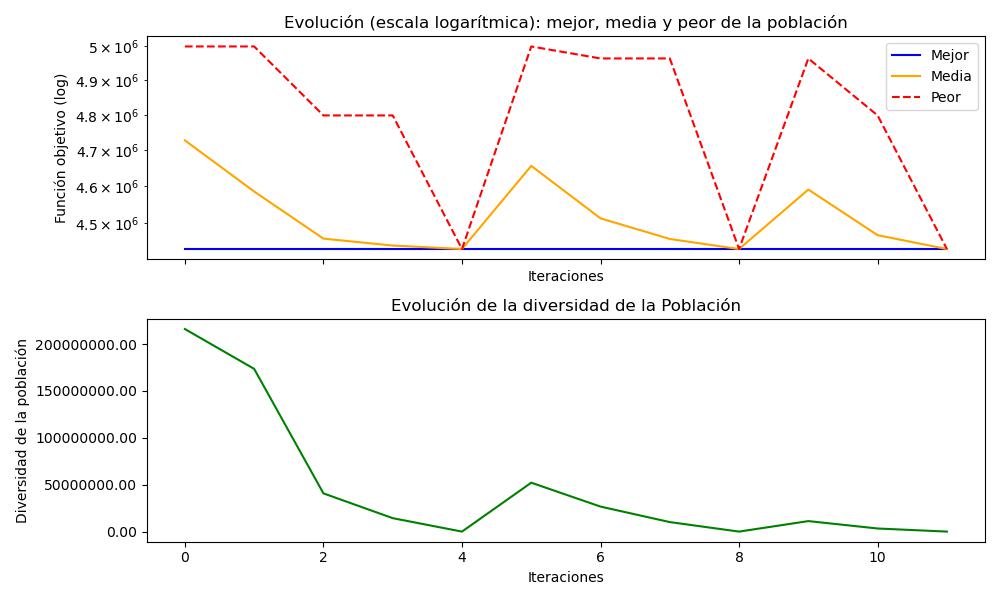 Evolución (escala logarítmica): mejor, media y peor de la población
Función objetivo (log)
5 × 10⁶
4.9 × 10⁶
4.8 × 10⁶
4.7 × 10⁶
4.6 × 10⁶
4.5 × 10⁶
Mejor
Media
Peor
Iteraciones
Evolución de la diversidad de la Población
Diversidad de la población
200000000.00
150000000.00
100000000.00
50000000.00
0.00
0 2 4 6 8 10
Iteraciones